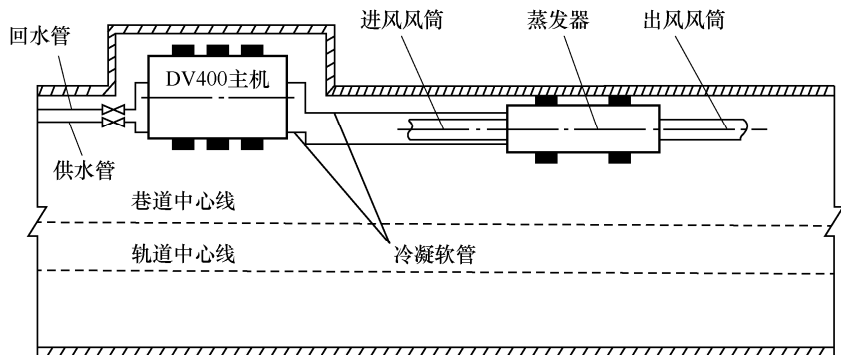 回水管
进风风筒
蒸发器
出风风筒
DV400主机
供水管
巷道中心线
轨道中心线
冷凝软管